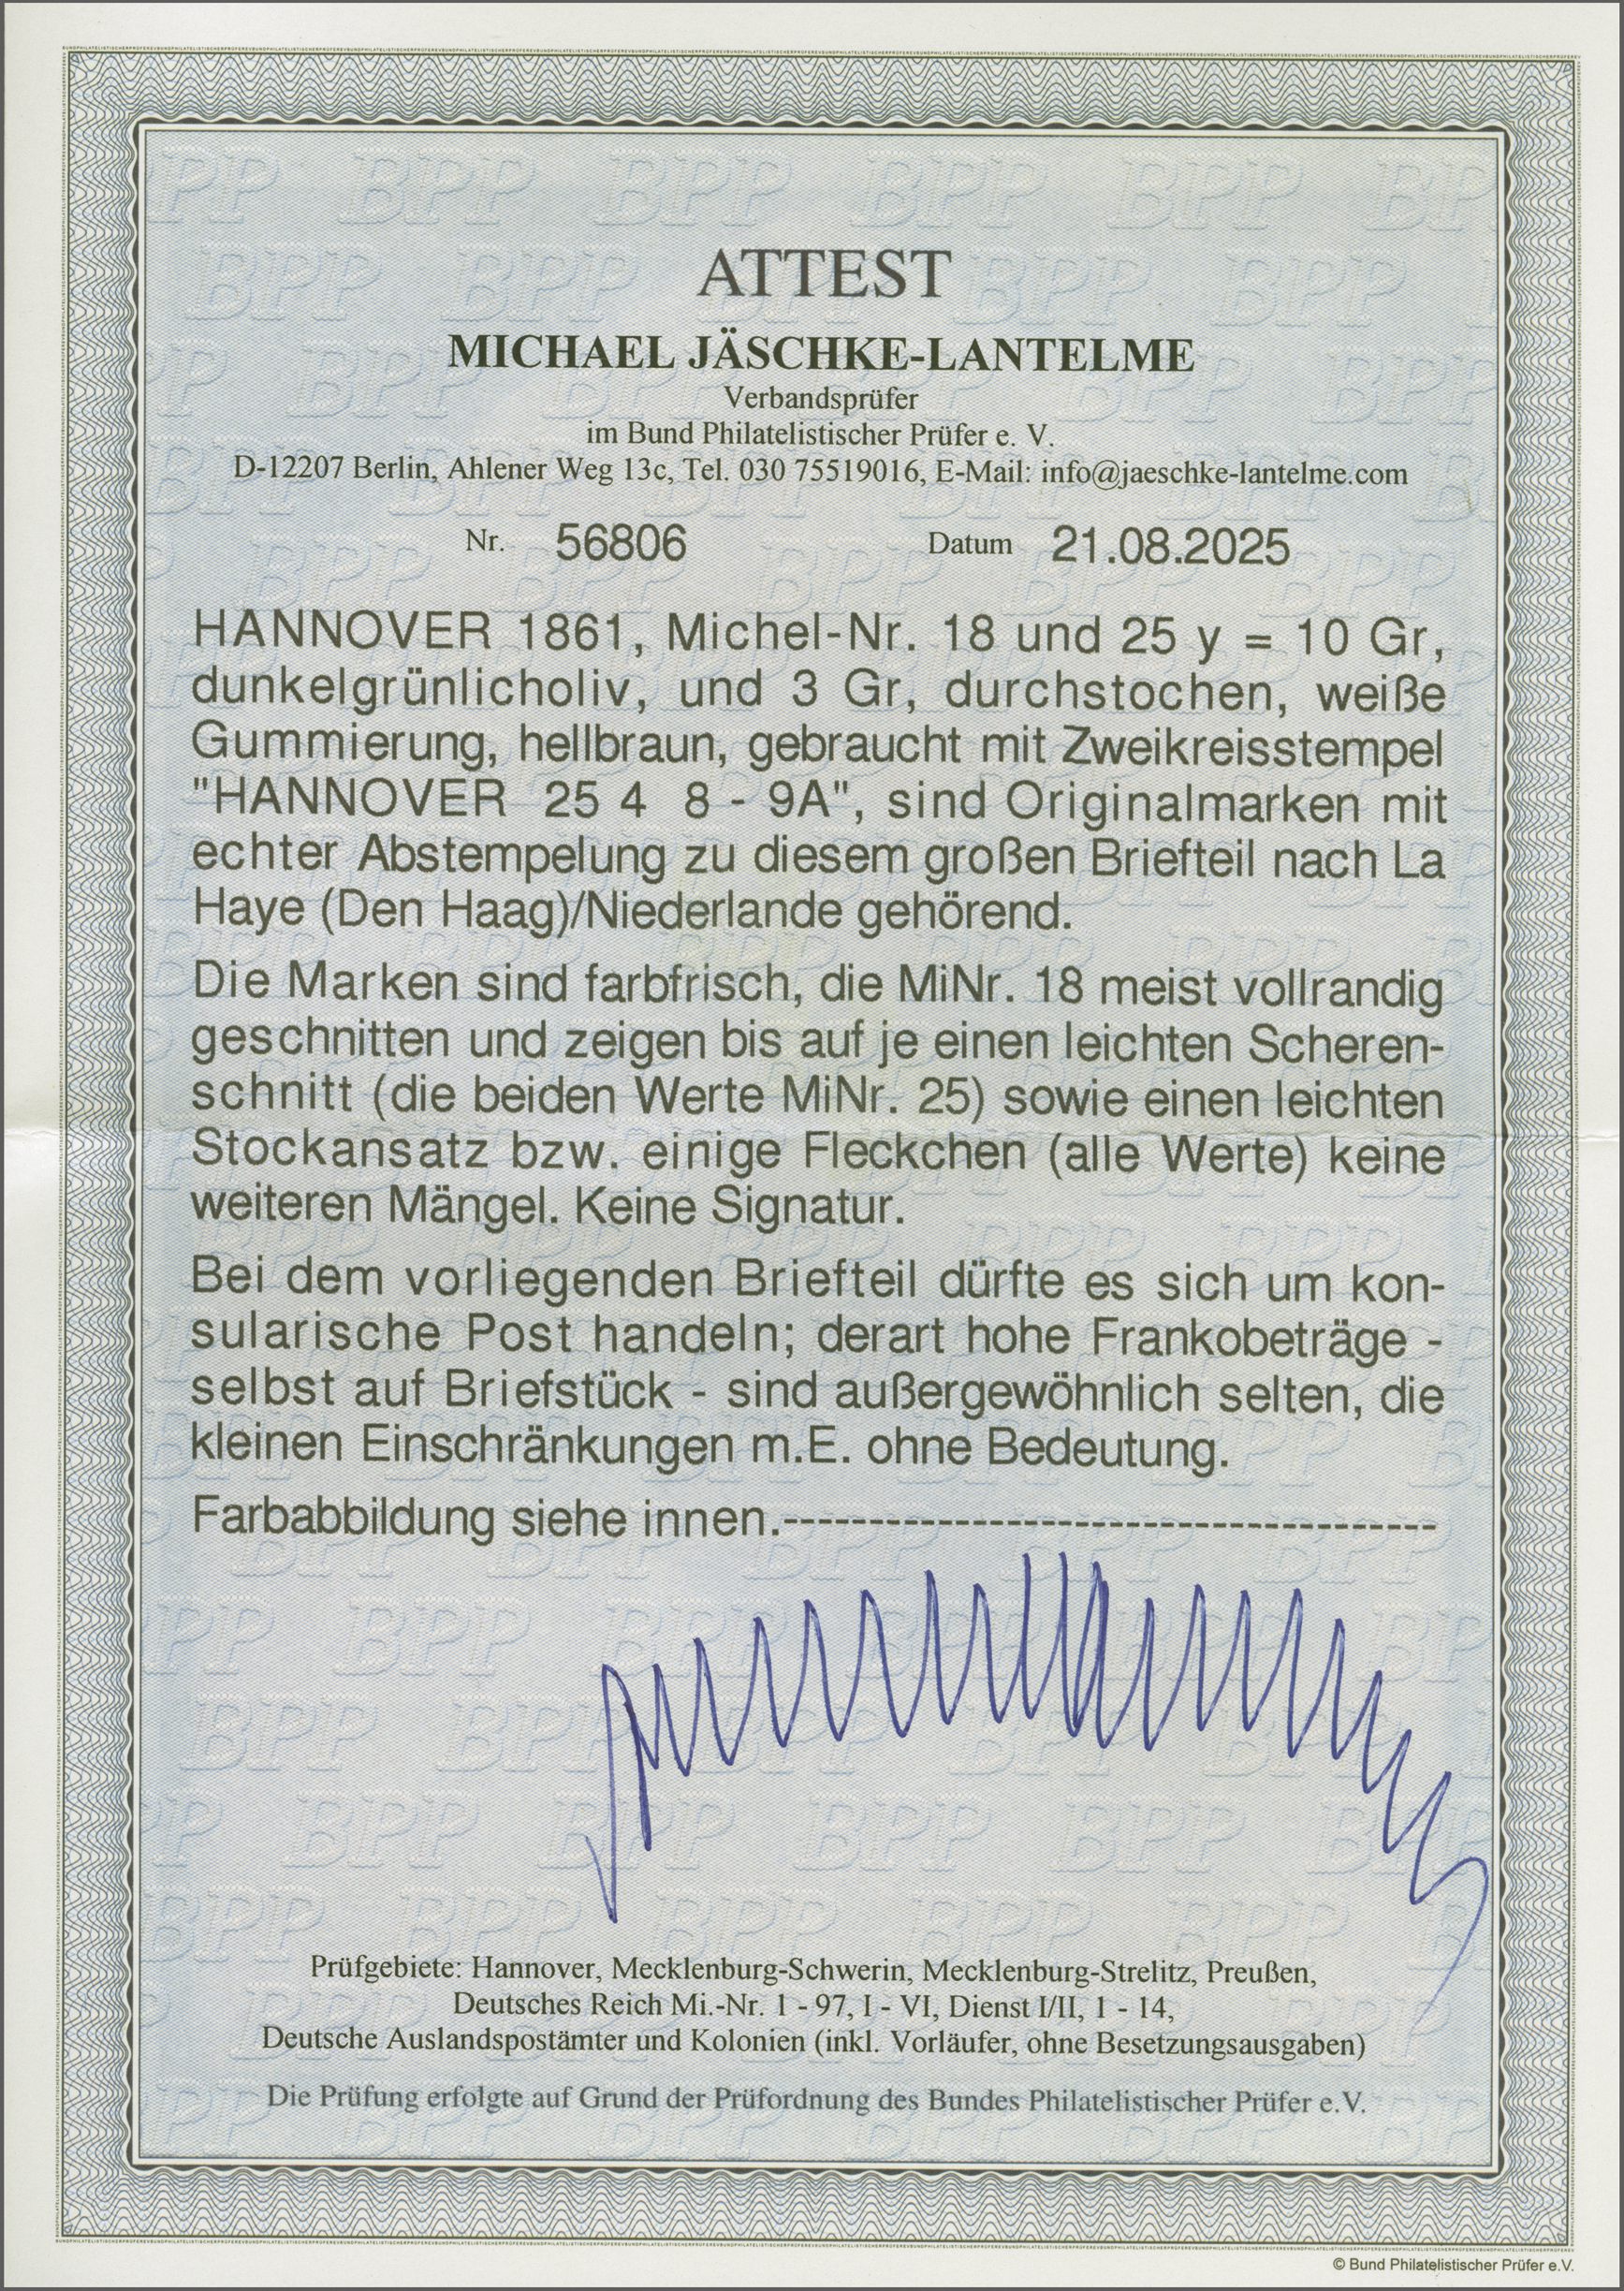 ATTEST
MICHAEL JÄSCHKE-LANTELME
Verbandsprüfer
im Bund Philatelistischer Prüfer e. V.
D-12207 Berlin, Ahlener Weg 13c, Tel. 030 75519016, E-Mail: info@jaeschke-lantelme.com
Nr. 56806 Datum 21.08.2025
HANNOVER 1861, Michel-Nr. 18 und 25 y = 10 Gr,
dunkelgrünlicholiv, und 3 Gr, durchstochen, weiße
Gummierung, hellbraun, gebraucht mit Zweikreisstempel
"HANNOVER 25 4 8 - 9A", sind Originalmarken mit
echter Abstempelung zu diesem großen Briefteil nach La
Haye (Den Haag)/Niederlande gehörend.
Die Marken sind farbfrisch, die MiNr. 18 meist vollrandig
geschnitten und zeigen bis auf je einen leichten Scheren-
schnitt (die beiden Werte MiNr. 25) sowie einen leichten
Stockansatz bzw. einige Fleckchen (alle Werte) keine
weiteren Mängel. Keine Signatur.
Bei dem vorliegenden Briefteil dürfte es sich um kon-
sularische Post handeln; derart hohe Frankobeträge -
selbst auf Briefstück - sind außergewöhnlich selten, die
kleinen Einschränkungen m.E. ohne Bedeutung.
Farbabbildung siehe innen.--------------------------------------
Prüfgebiete: Hannover, Mecklenburg-Schwerin, Mecklenburg-Strelitz, Preußen,
Deutsches Reich Mi.-Nr. 1 - 97, I - VI, Dienst I/II, 1 - 14,
Deutsche Auslandspostämter und Kolonien (inkl. Vorläufer, ohne Besetzungsausgaben)
Die Prüfung erfolgte auf Grund der Prüfordnung des Bundes Philatelistischer Prüfer e.V.
© Bund Philatelistischer Prüfer e.V.